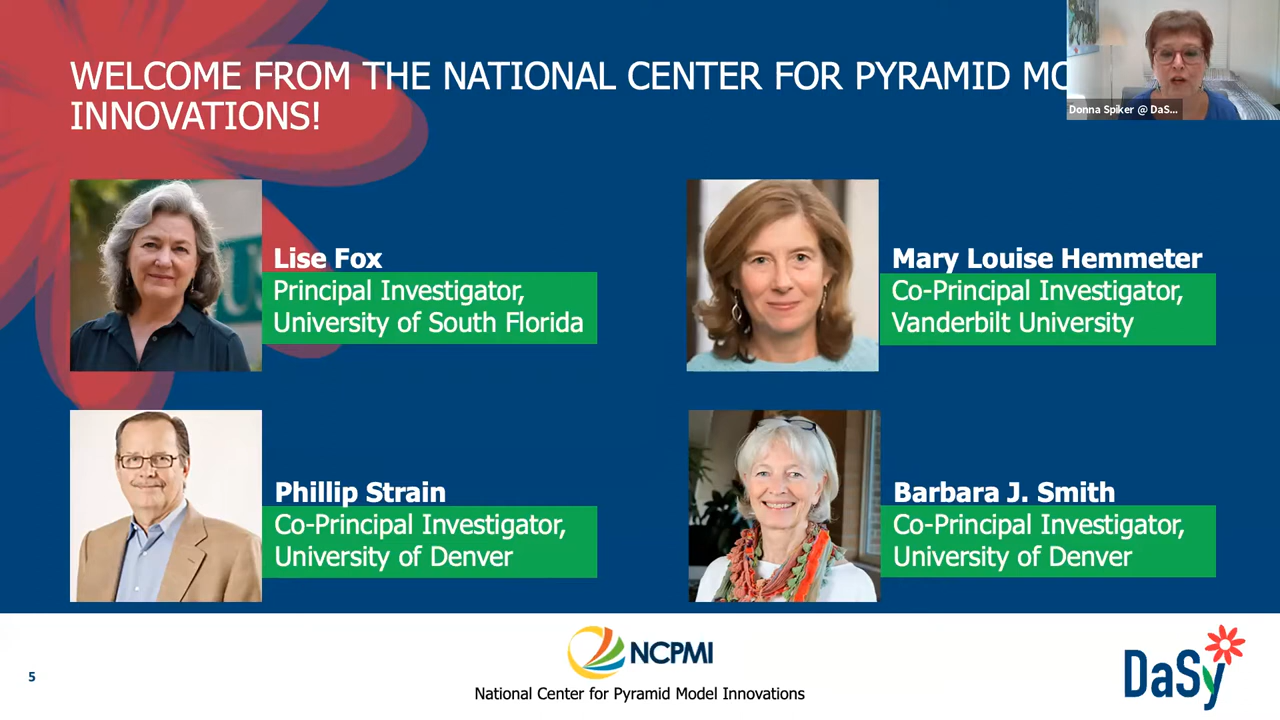 WELCOME FROM THE NATIONAL CENTER FOR PYRAMID MO
INNOVATIONS!
Donna Spiker @ DaS...
Lise Fox
Principal Investigator,
University of South Florida
Mary Louise Hemmeter
Co-Principal Investigator,
Vanderbilt University
Phillip Strain
Co-Principal Investigator,
University of Denver
Barbara J. Smith
Co-Principal Investigator,
University of Denver
5
NCPMI
National Center for Pyramid Model Innovations
DaSy